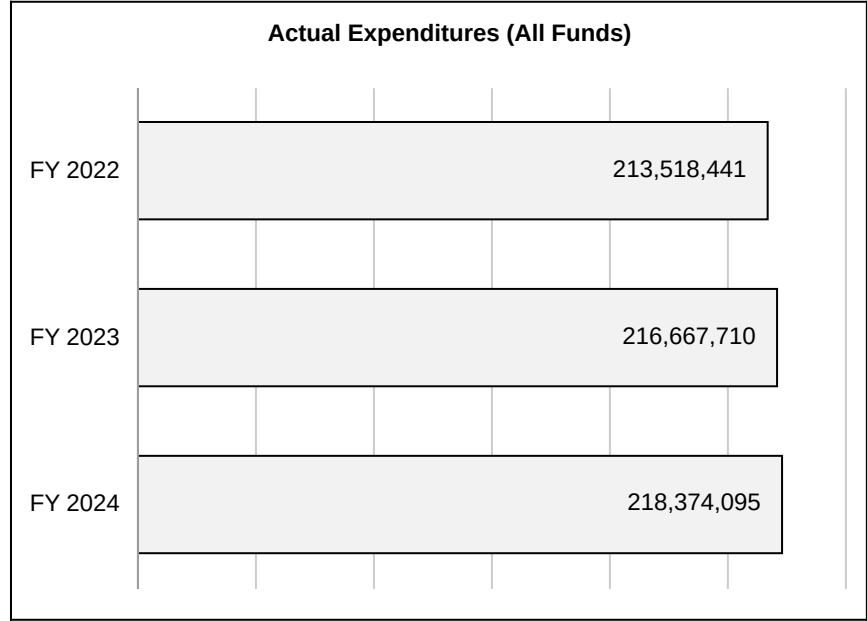 Actual Expenditures (All Funds)
FY 2022 213,518,441
FY 2023 216,667,710
FY 2024 218,374,095